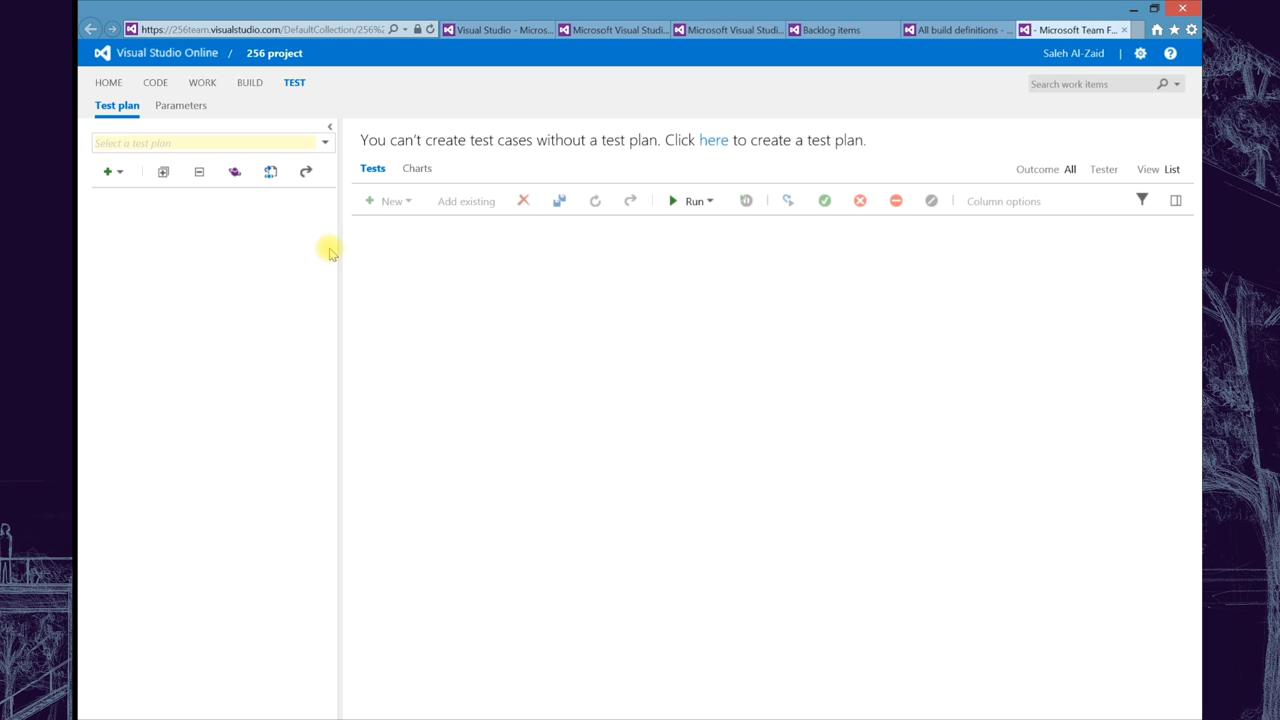 https://256team.visualstudio.com/DefaultCollection/256%2
Visual Studio - Micros...
Microsoft Visual Studi...
Microsoft Visual Studi...
Backlog items
All build definitions - ...
- Microsoft Team F...
Visual Studio Online / 256 project
Saleh Al-Zaid |
HOME CODE WORK BUILD TEST
Search work items
Test plan Parameters
Select a test plan
You can't create test cases without a test plan. Click here to create a test plan.
Tests Charts
Outcome All Tester View List
New Add existing Run Column options